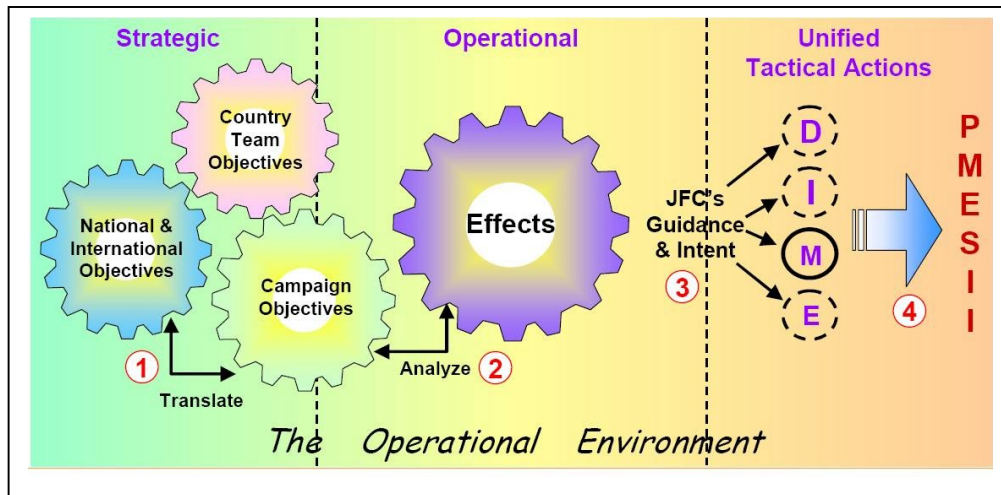 Strategic
Operational
Unified
Tactical Actions
Country
Team
Objectives
National &
International
Objectives
Campaign
Objectives
Effects
JFC's
Guidance
& Intent
D
I
M
E
P
M
E
S
I
I
1
Translate
Analyze
2
3
4
The Operational Environment